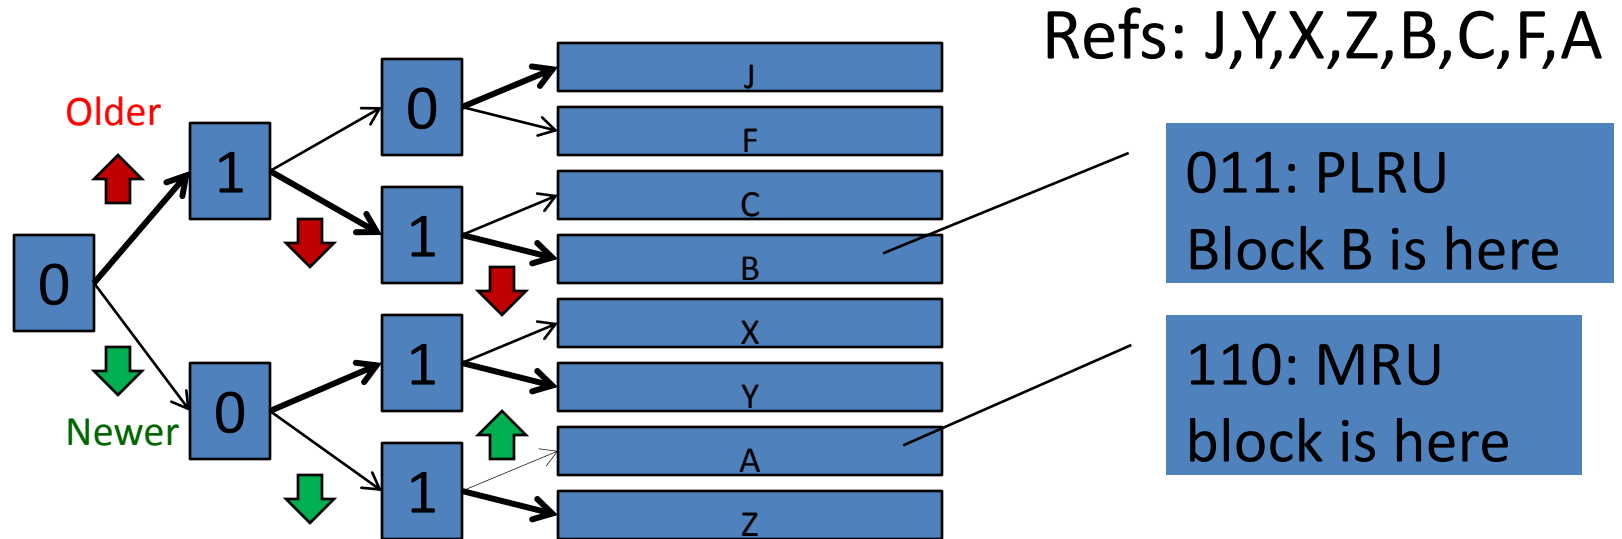 Refs: J,Y,X,Z,B,C,F,A
Older
Newer
0
1
0
0
1
1
1
J
F
C
B
X
Y
A
Z
011: PLRU
Block B is here
110: MRU
block is here